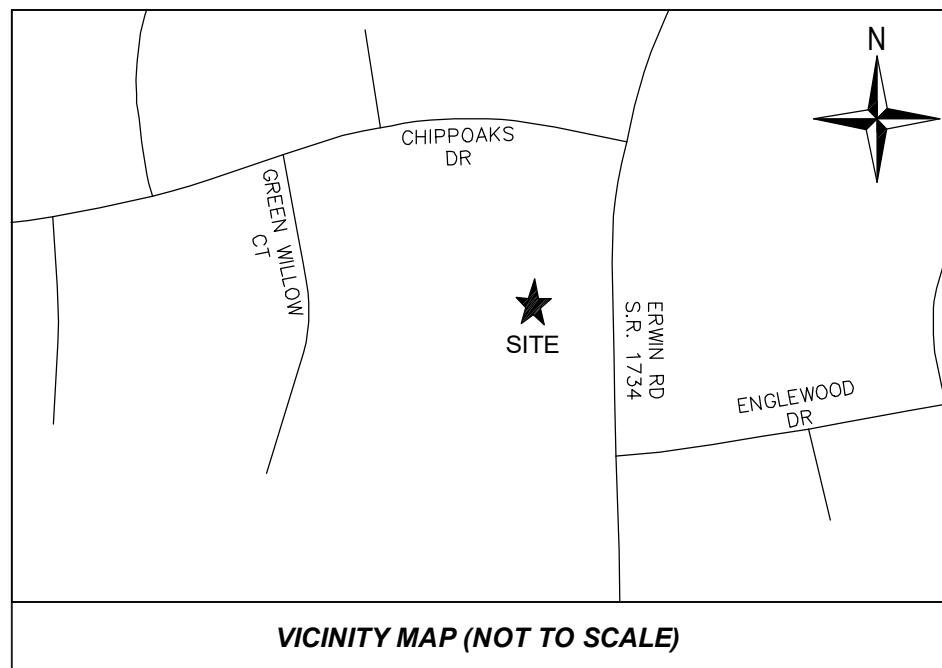 N
CHIPPOAKS
DR
GREEN WILLOW
CT
SITE
ERWIN RD
S.R. 1734
ENGLEWOOD
DR
VICINITY MAP (NOT TO SCALE)